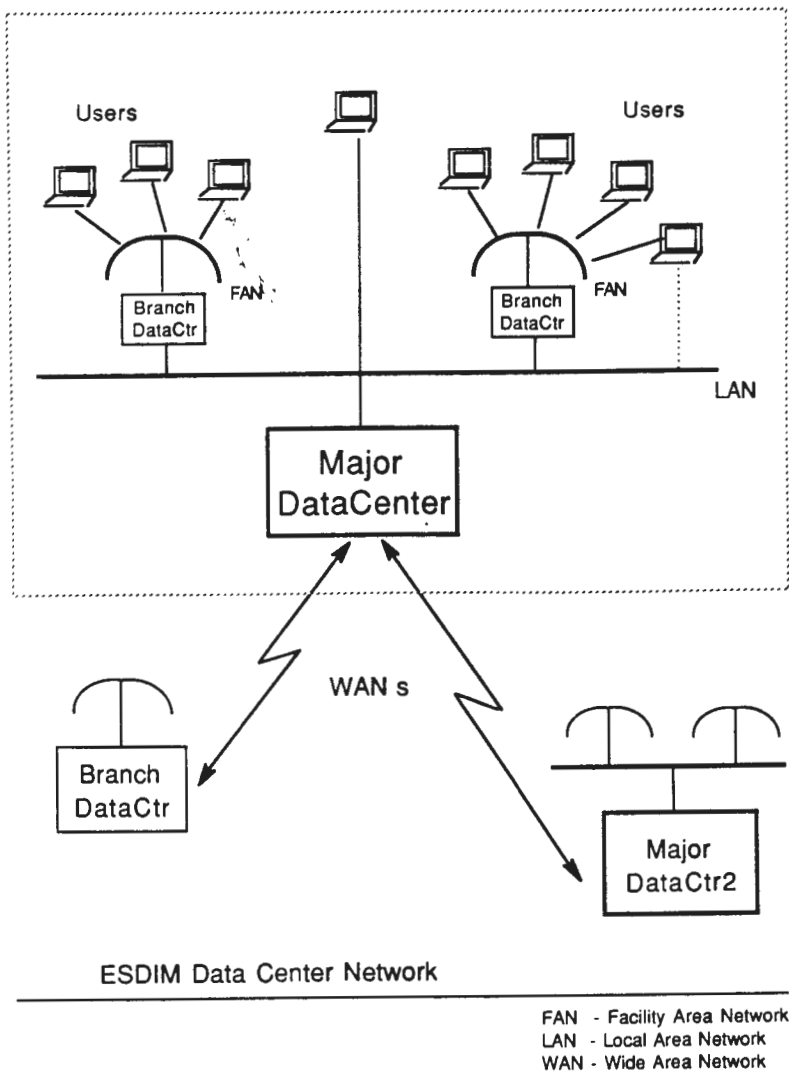 Users
Users
FAN
FAN
Branch
DataCtr
Branch
DataCtr
LAN
Major
DataCenter
WAN s
Branch
DataCtr
Major
DataCtr2
ESDIM Data Center Network
FAN - Facility Area Network
LAN - Local Area Network
WAN - Wide Area Network